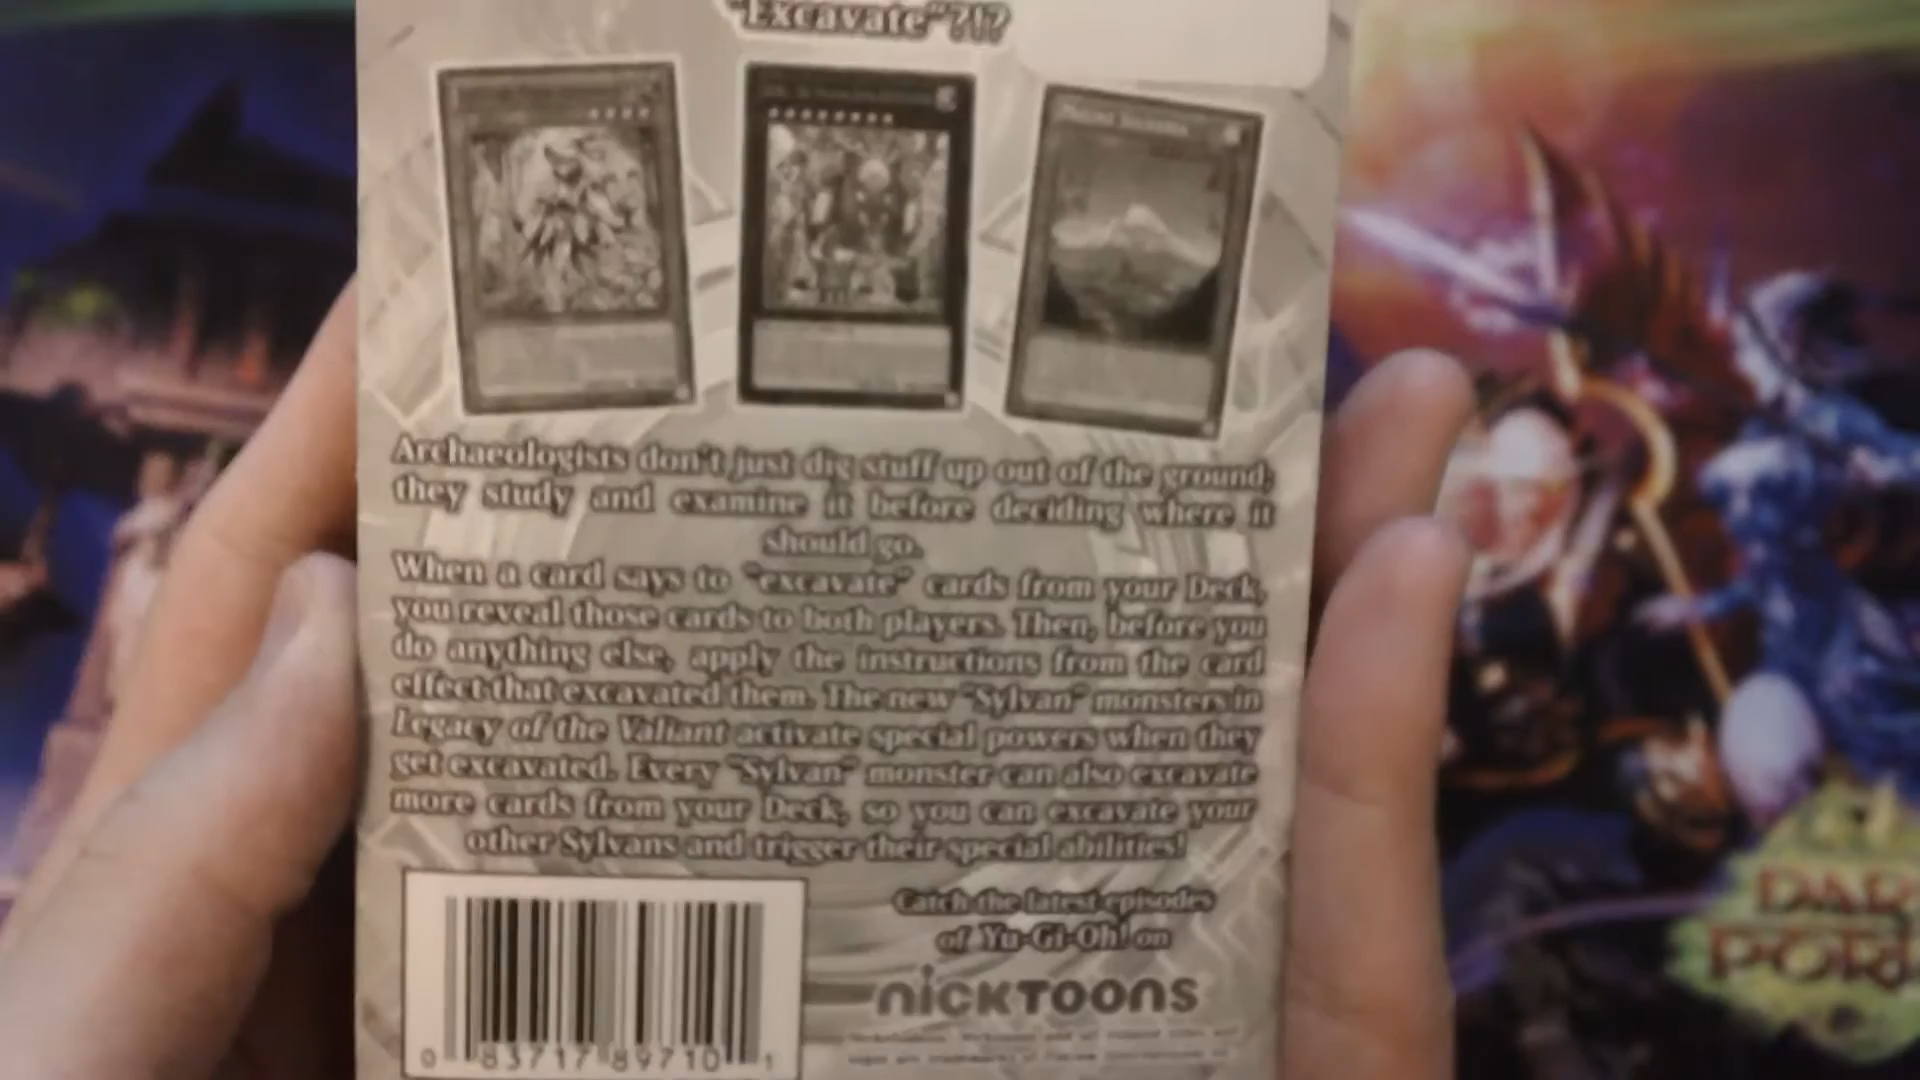 "Excavate"?!?
Archaeologists don't just dig stuff up out of the ground;
they study and examine it before deciding where it
should go.
When a card says to "excavate" cards from your Deck,
you reveal those cards to both players. Then, before you
do anything else, apply the instructions from the card
effect that excavated them. The new "Sylvan" monsters in
Legacy of the Valiant activate special powers when they
get excavated. Every "Sylvan" monster can also excavate
more cards from your Deck, so you can excavate your
other Sylvans and trigger their special abilities!
Catch the latest episodes
of Yu-Gi-Oh! on
nickToons
0 83717 89710 1